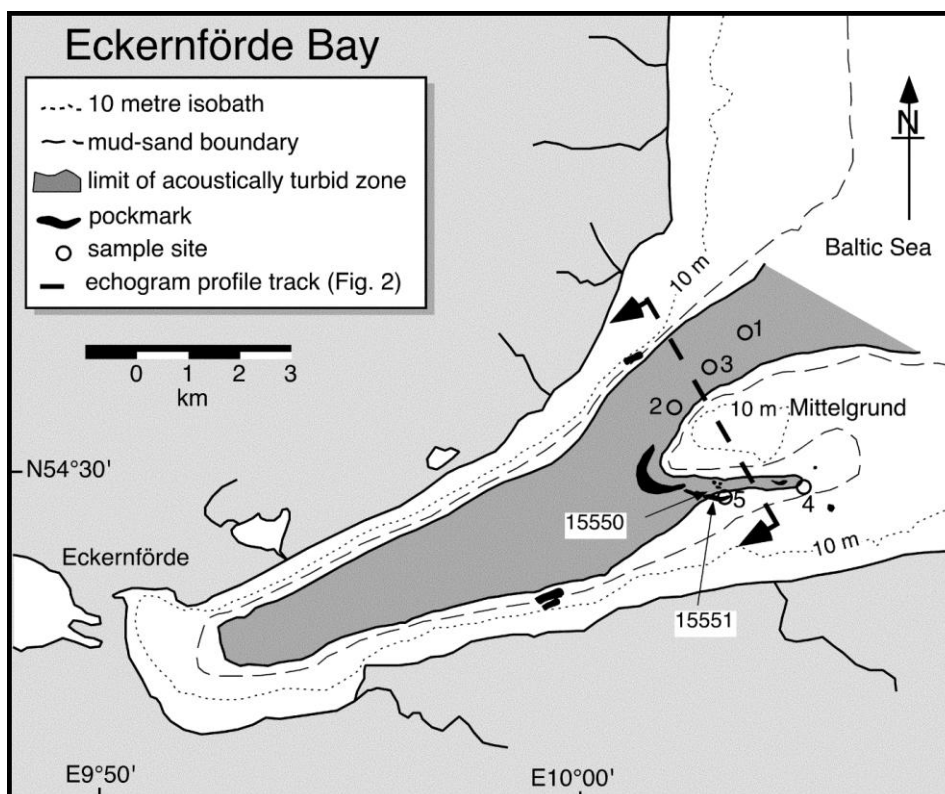 Eckernförde Bay
10 metre isobath
mud-sand boundary
limit of acoustically turbid zone
pockmark
sample site
echogram profile track (Fig. 2)
0 1 2 3
km
N
Baltic Sea
10 m
1
3
2
10 m
Mittelgrund
N54°30'
5
4
15550
10 m
Eckernförde
15551
E9°50'
E10°00'